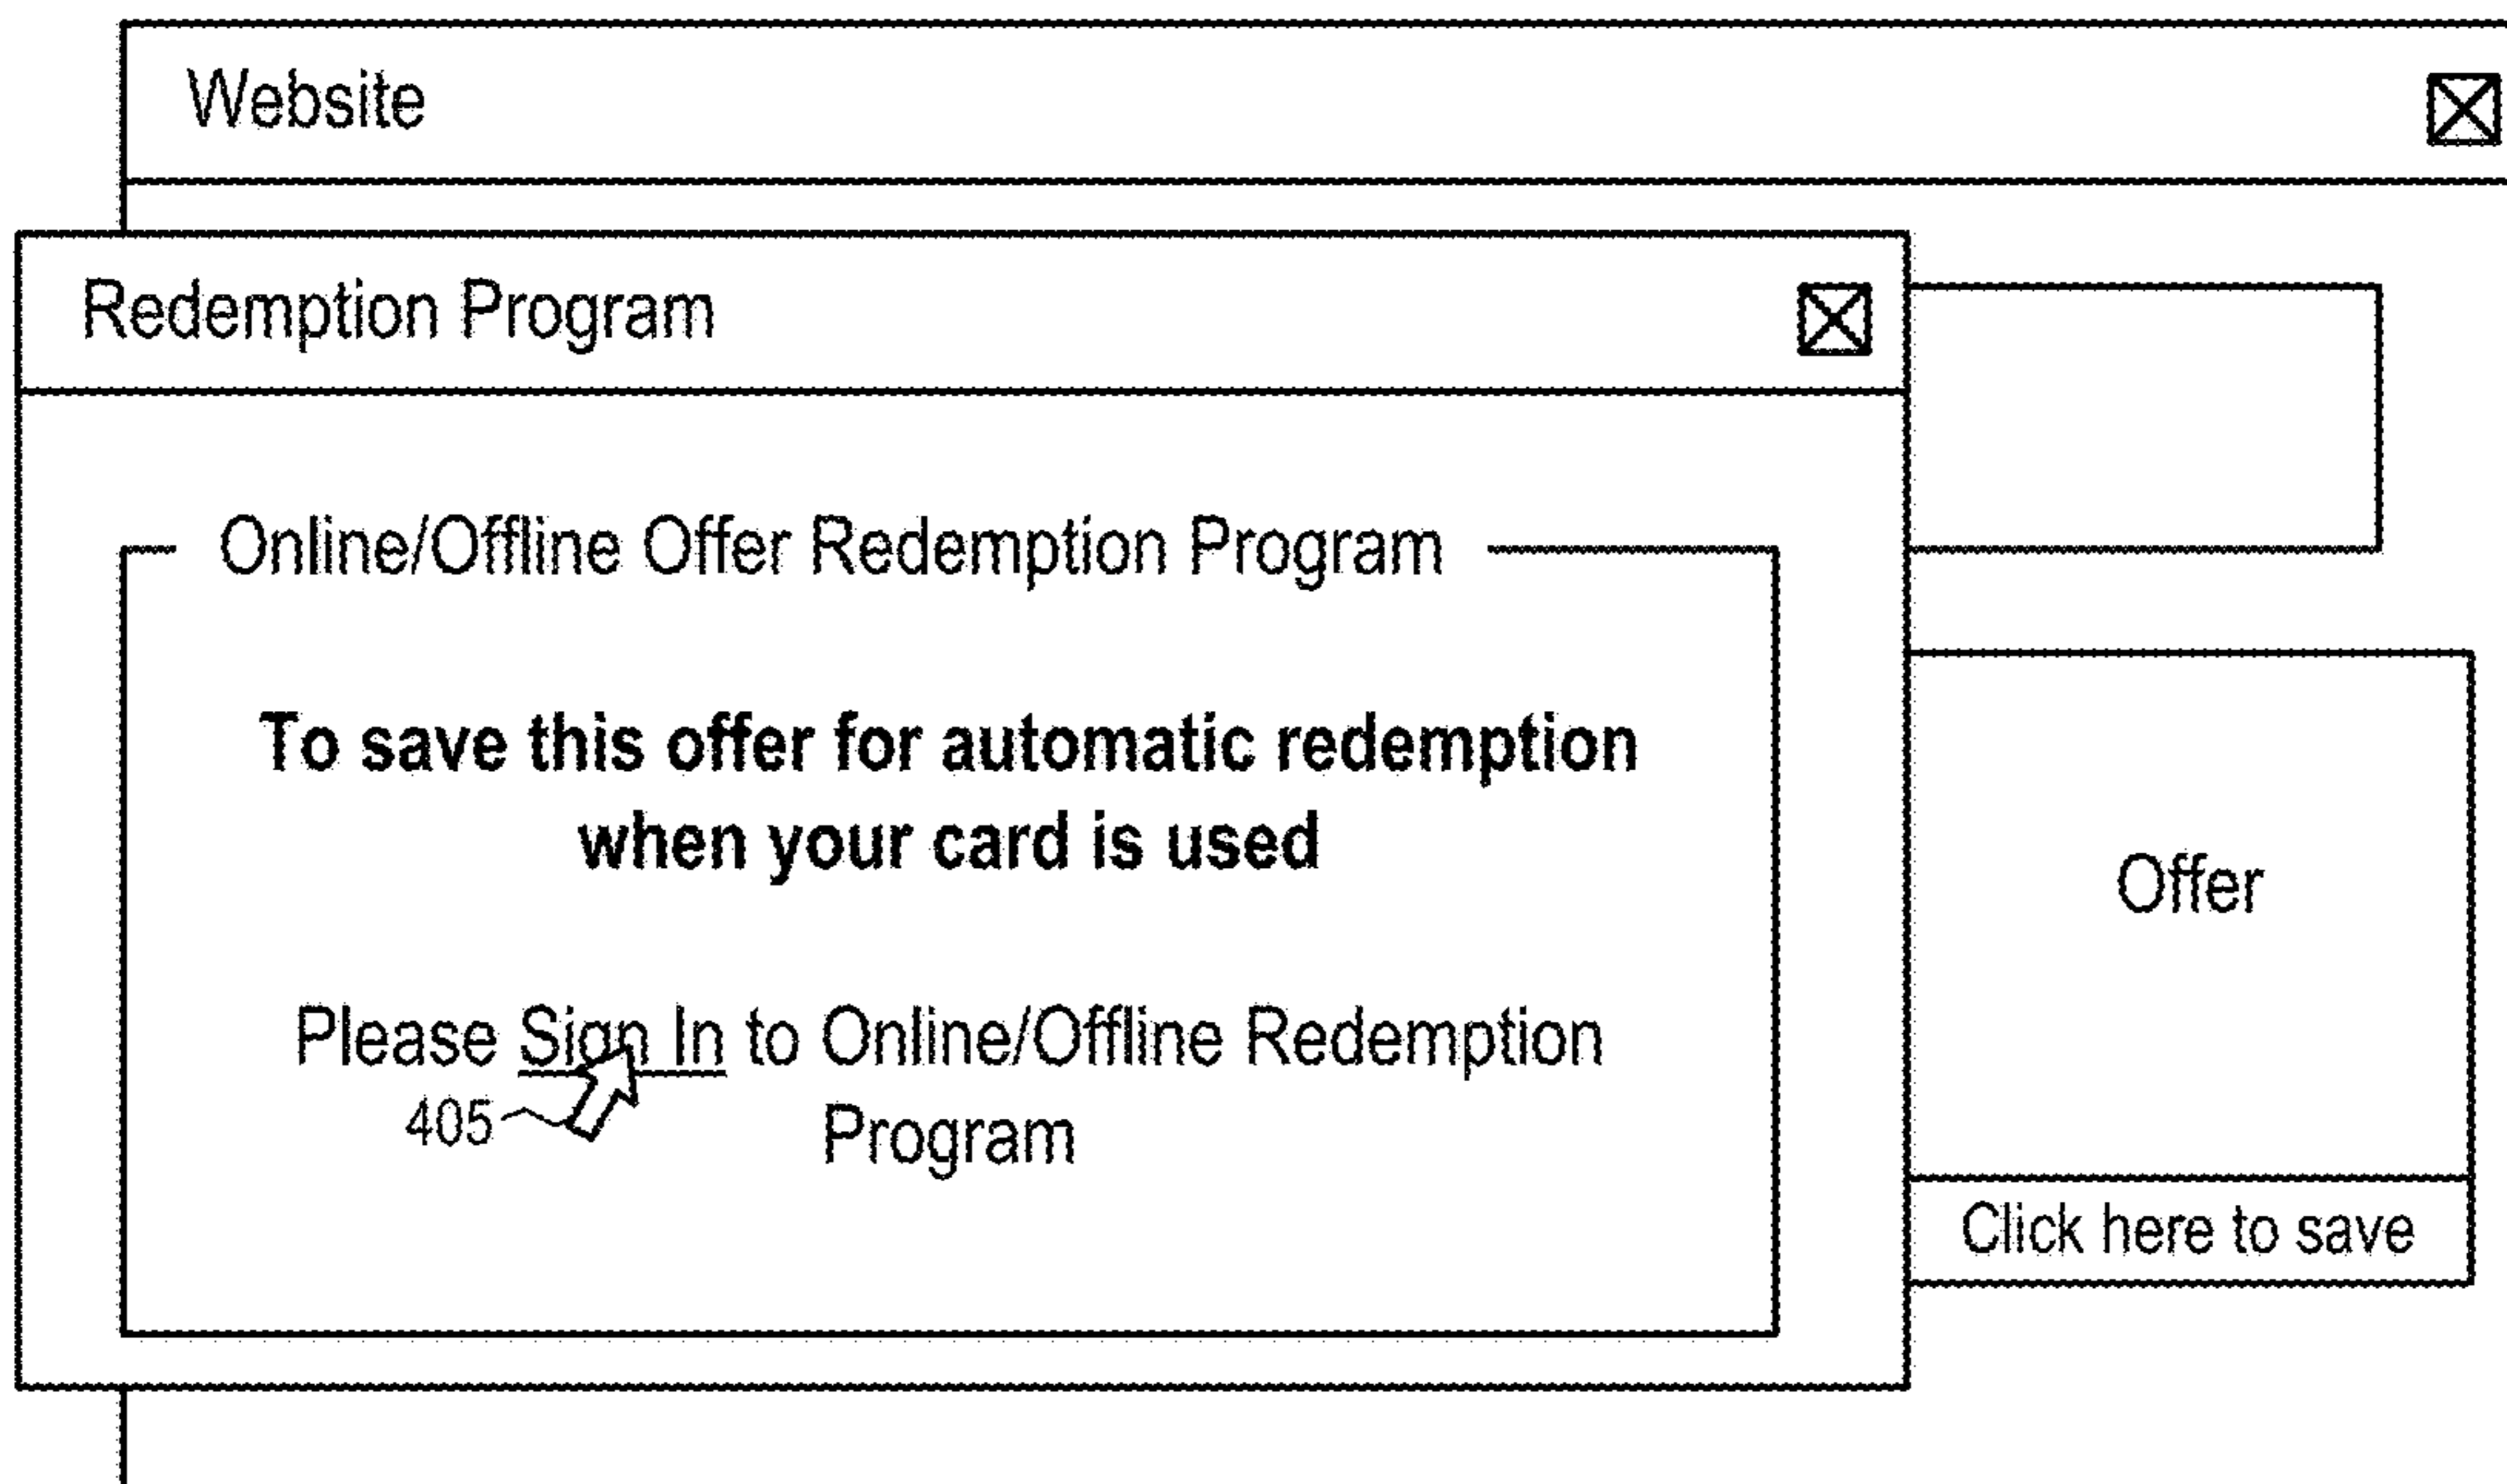 Website
Redemption Program
Online/Offline Offer Redemption Program
To save this offer for automatic redemption
when your card is used
Offer
Please Sign In to Online/Offline Redemption
405
Program
Click here to save